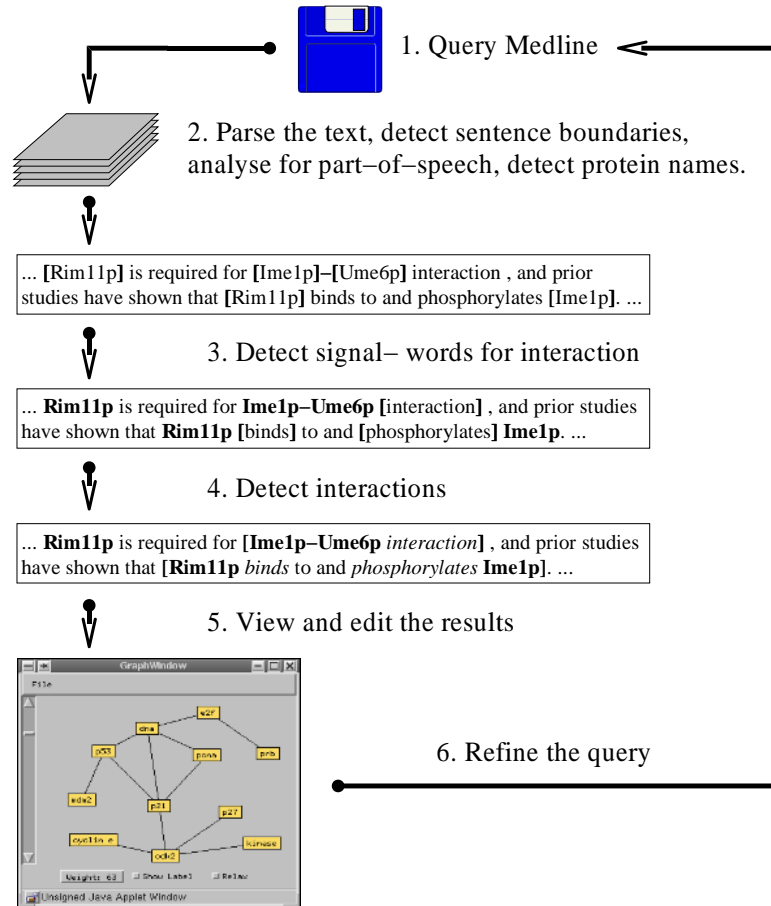 1. Query Medline
2. Parse the text, detect sentence boundaries,
analyse for part–of–speech, detect protein names.
... [Rim11p] is required for [Ime1p]–[Ume6p] interaction , and prior
studies have shown that [Rim11p] binds to and phosphorylates [Ime1p]. ...
3. Detect signal– words for interaction
... Rim11p is required for Ime1p–Ume6p [interaction] , and prior studies
have shown that Rim11p [binds] to and [phosphorylates] Ime1p. ...
4. Detect interactions
... Rim11p is required for [Ime1p–Ume6p interaction] , and prior studies
have shown that [Rim11p binds to and phosphorylates Ime1p]. ...
5. View and edit the results
GraphWindow
File
e2f
dna
p53
pcna
prb
mdm2
p21
p27
cyclin e
kinase
cdk2
Weight: 63
Show Label
Relax
Unsigned Java Applet Window
6. Refine the query